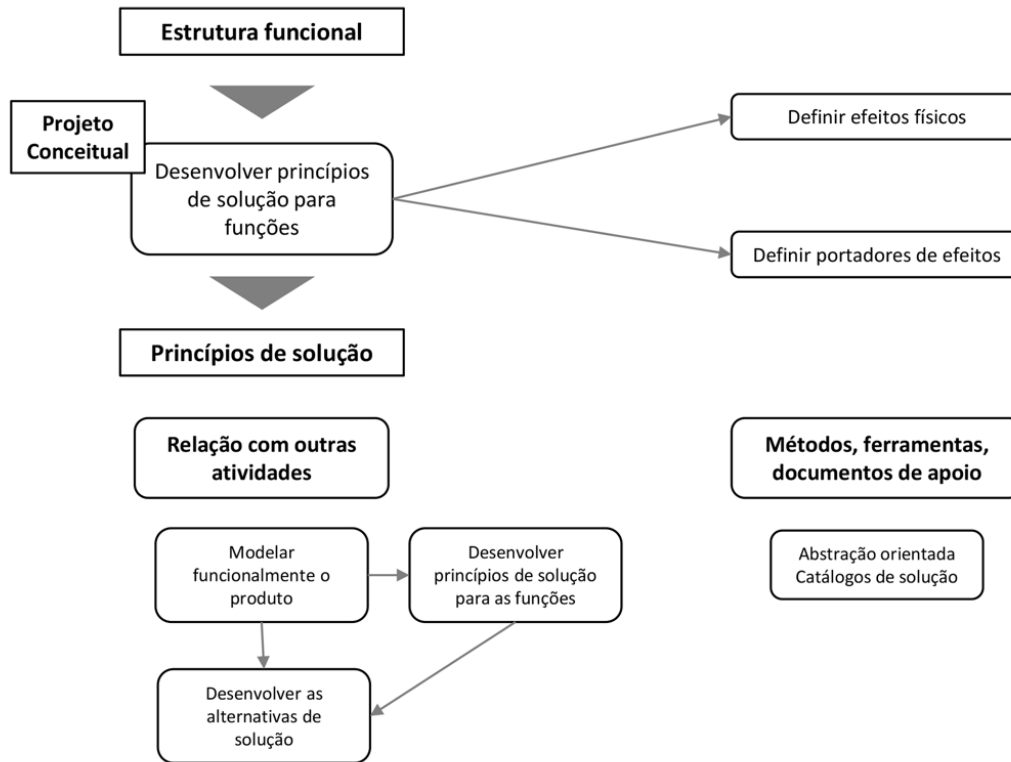 Estrutura funcional
Projeto
Conceitual
Desenvolver princípios
de solução para
funções
Definir efeitos físicos
Definir portadores de efeitos
Princípios de solução
Relação com outras
atividades
Métodos, ferramentas,
documentos de apoio
Modelar
funcionalmente o
produto
Desenvolver
princípios de solução
para as funções
Abstração orientada
Catálogos de solução
Desenvolver as
alternativas de
solução